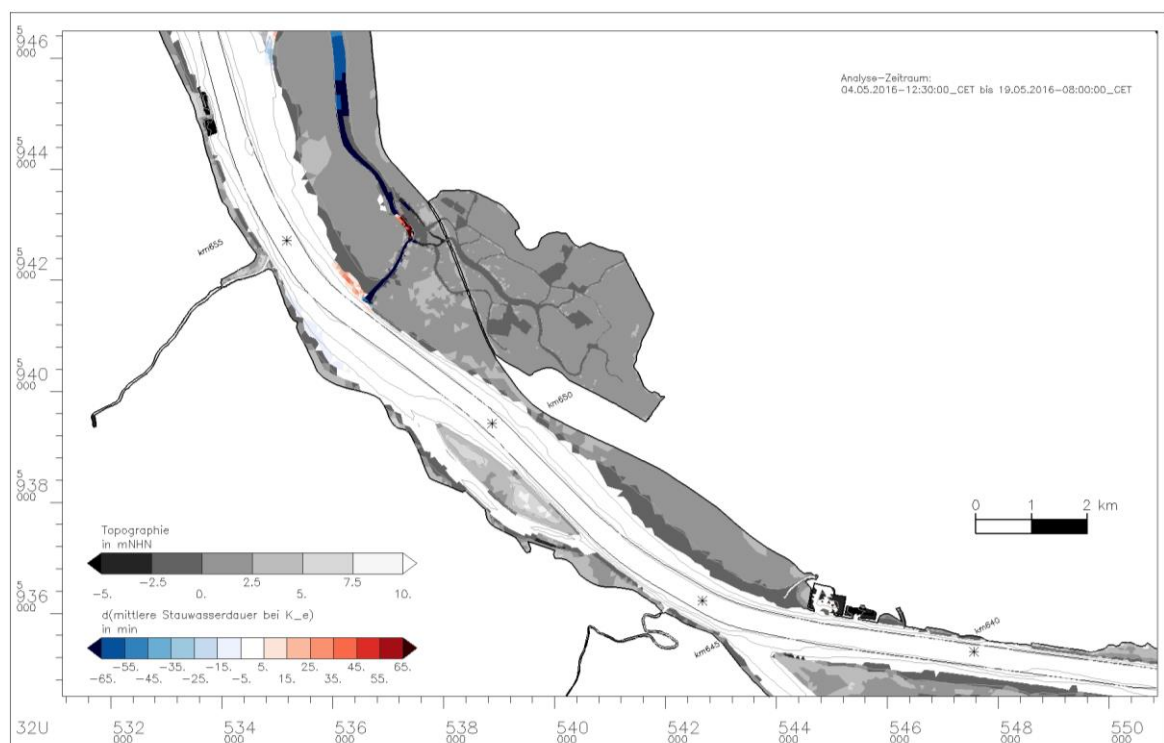 5 946 000
5 944 000
5 942 000
5 940 000
5 938 000
5 936 000
Analyse-Zeitraum:
04.05.2016-12:30:00_CET bis 19.05.2016-08:00:00_CET
km655
km650
km645
km640
0 1 2 km
Topographie
in mNHN
-5. -2.5 0. 2.5 5. 7.5 10.
d(mittlere Stauwasserdauer bei K_e)
in min
-65. -55. -45. -35. -25. -15. -5. 5. 15. 25. 35. 45. 55. 65.
32U 532 000 534 000 536 000 538 000 540 000 542 000 544 000 546 000 548 000 550 000